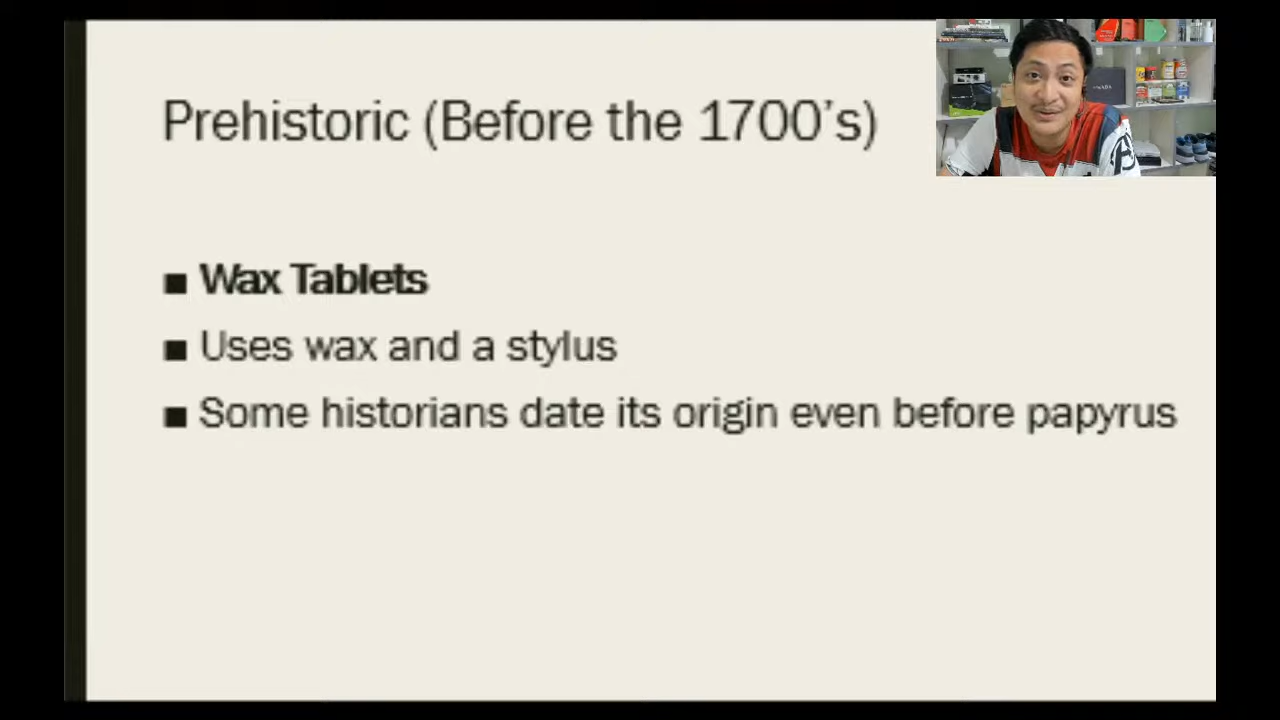 Prehistoric (Before the 1700's)
Wax Tablets
Uses wax and a stylus
Some historians date its origin even before papyrus